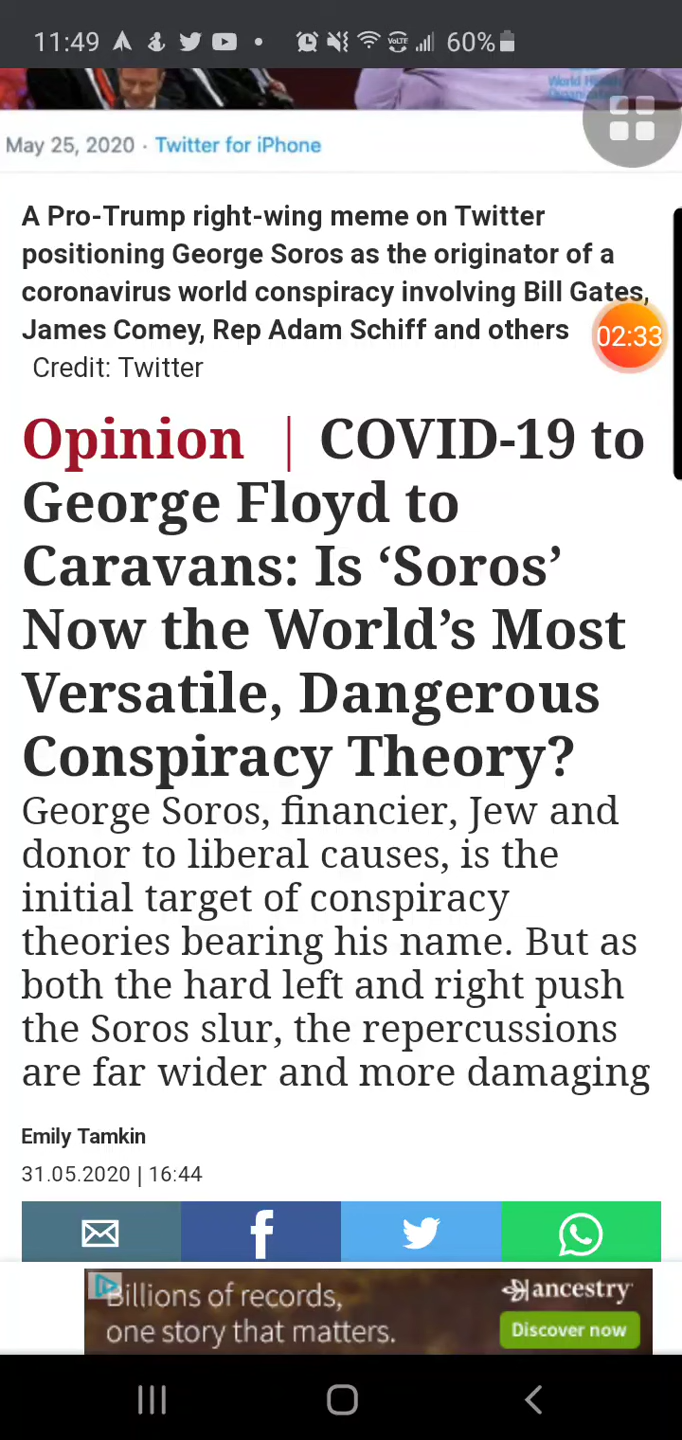 11:49
VoLTE
60%
World Health
Organization
May 25, 2020 · Twitter for iPhone
A Pro-Trump right-wing meme on Twitter
positioning George Soros as the originator of a
coronavirus world conspiracy involving Bill Gates,
James Comey, Rep Adam Schiff and others
02:33
Credit: Twitter
Opinion | COVID-19 to
George Floyd to
Caravans: Is ‘Soros’
Now the World’s Most
Versatile, Dangerous
Conspiracy Theory?
George Soros, financier, Jew and
donor to liberal causes, is the
initial target of conspiracy
theories bearing his name. But as
both the hard left and right push
the Soros slur, the repercussions
are far wider and more damaging
Emily Tamkin
31.05.2020 | 16:44
Billions of records,
one story that matters.
ancestry
Discover now